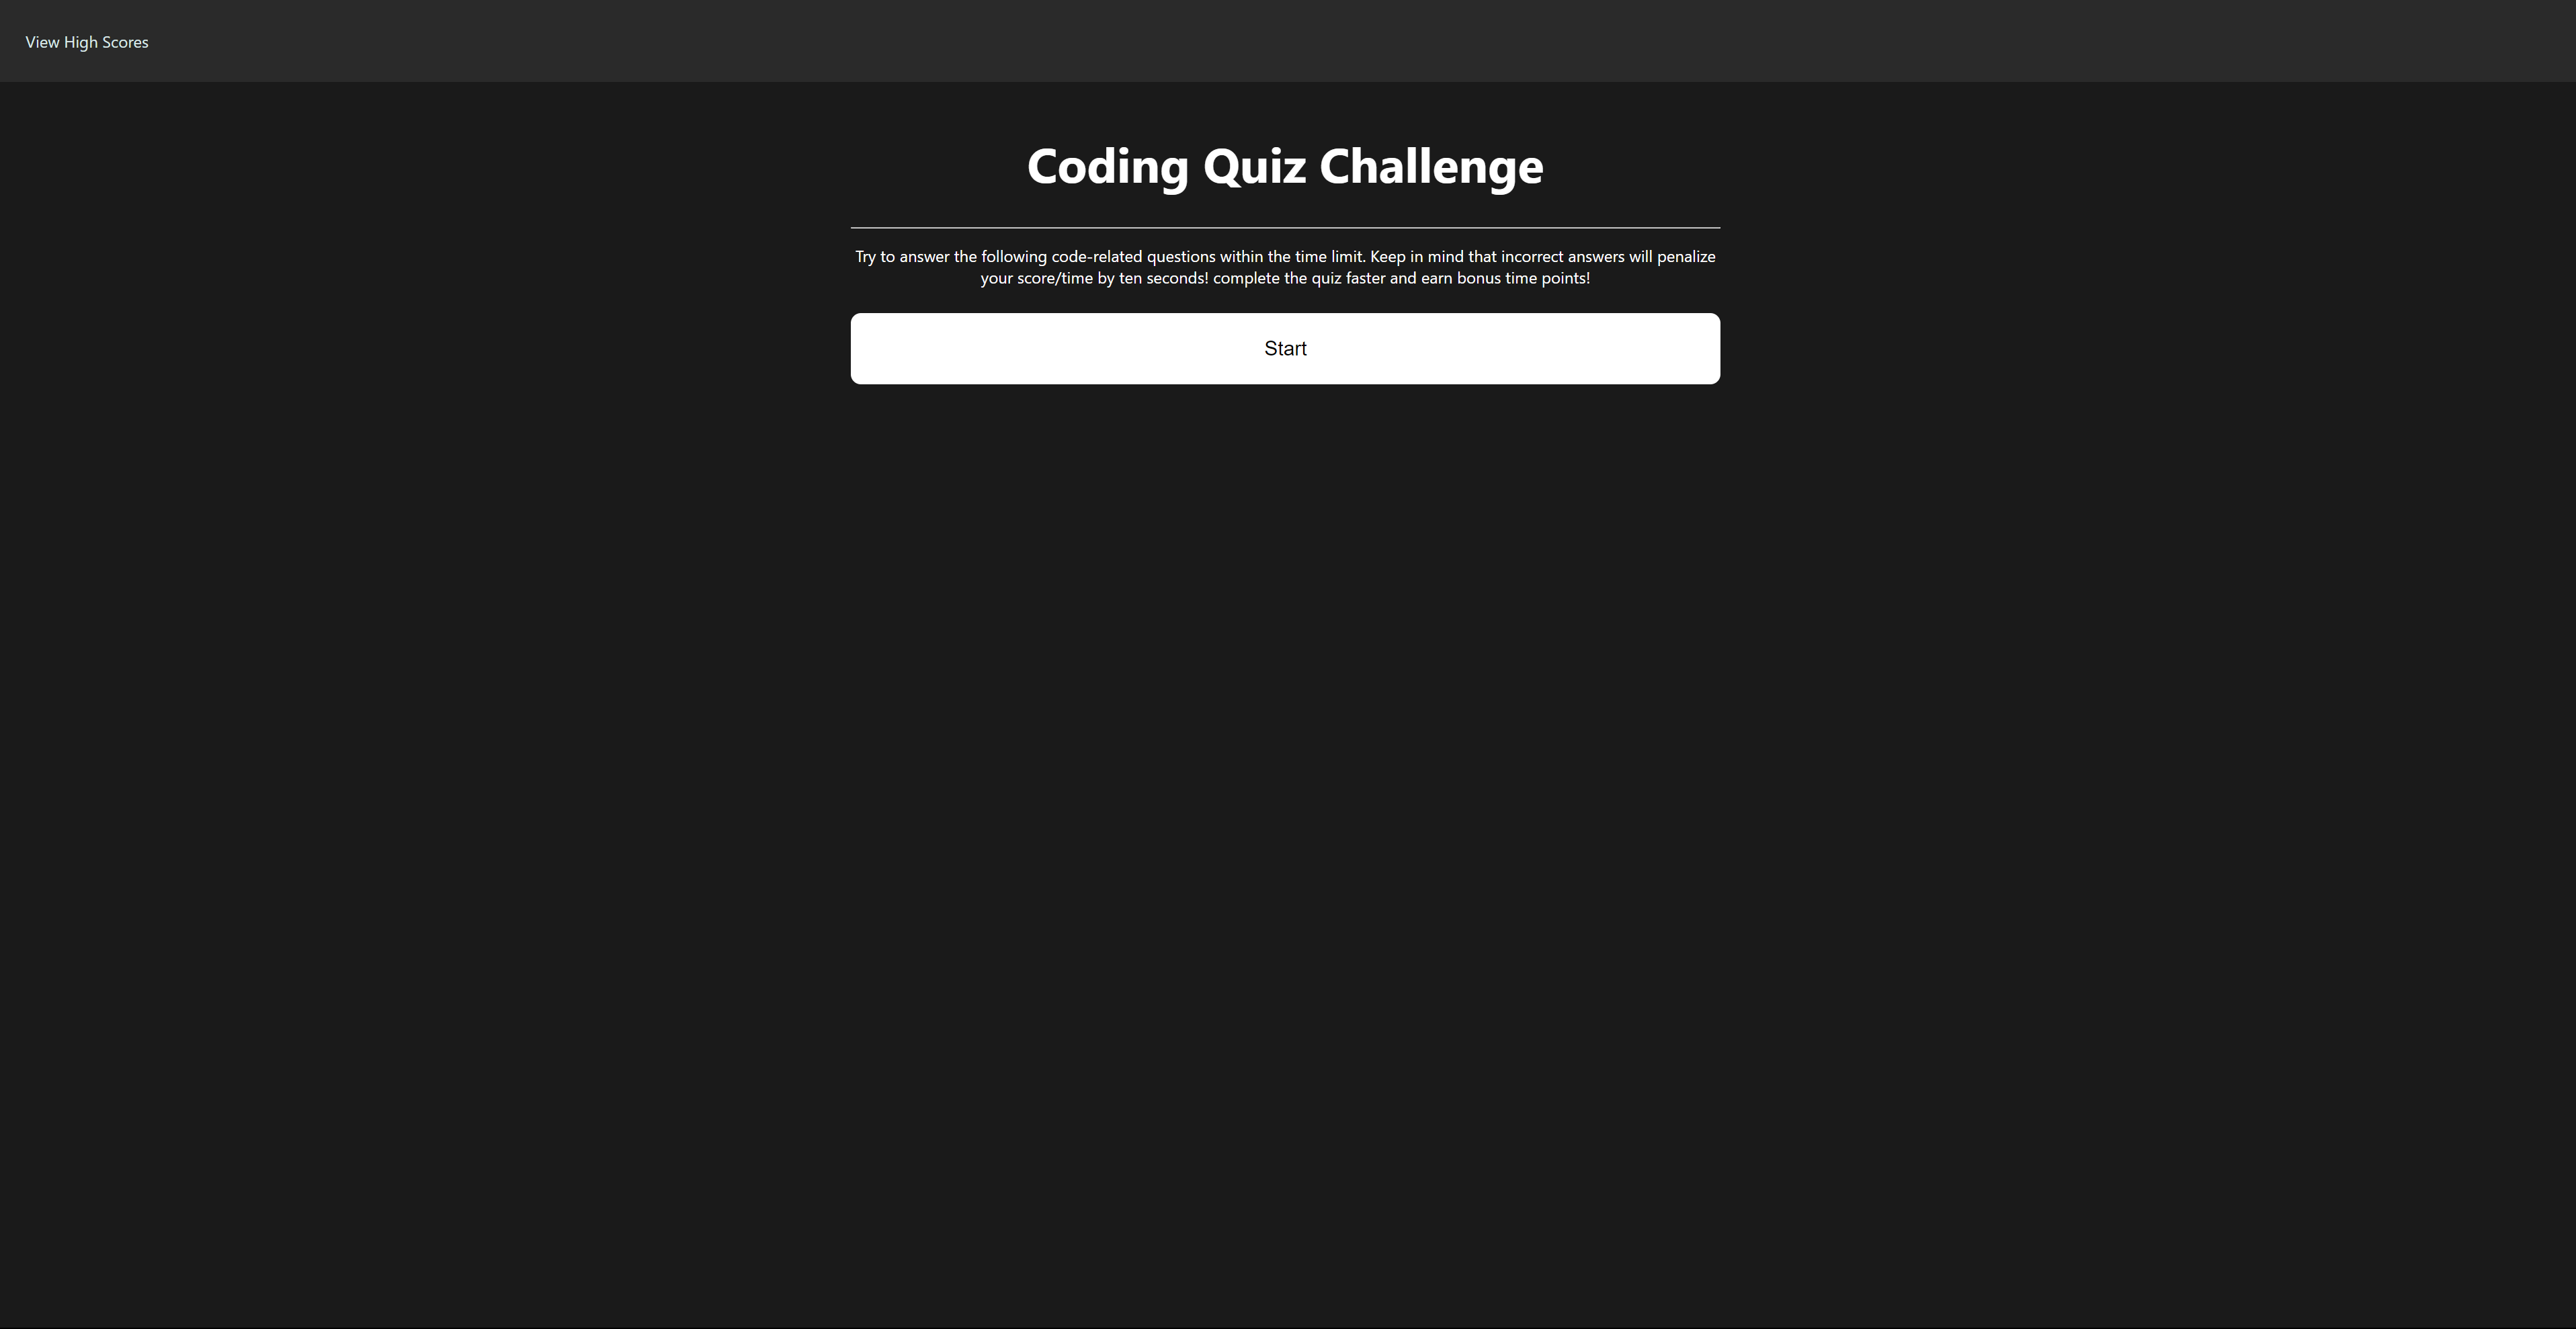 View High Scores
Coding Quiz Challenge
Try to answer the following code-related questions within the time limit. Keep in mind that incorrect answers will penalize
your score/time by ten seconds! complete the quiz faster and earn bonus time points!
Start